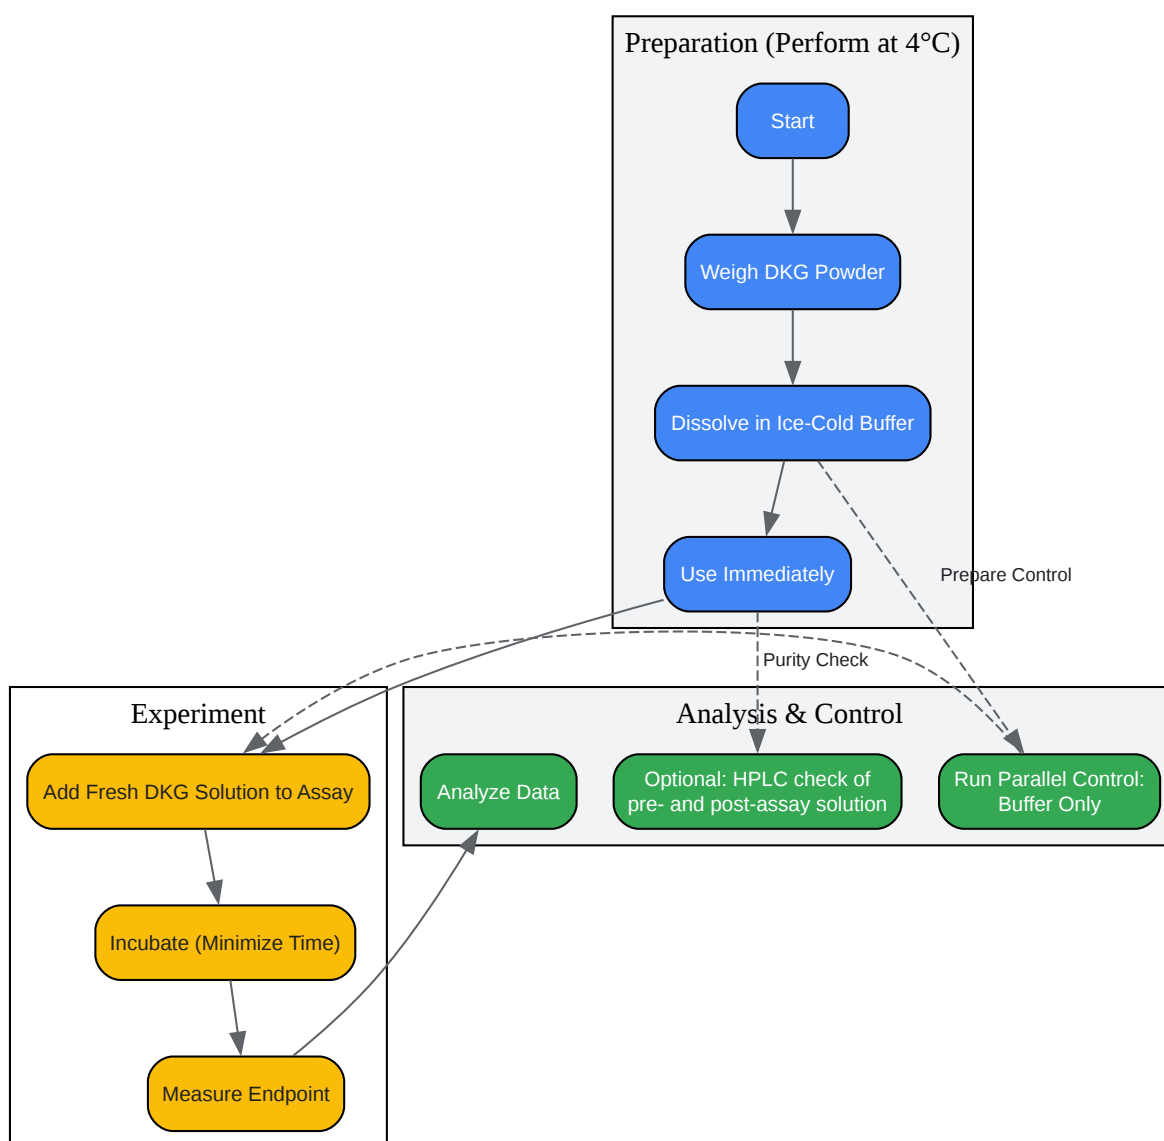 Preparation (Perform at 4°C)
Start
Weigh DKG Powder
Dissolve in Ice-Cold Buffer
Use Immediately
Prepare Control
Purity Check
Experiment
Analysis & Control
Add Fresh DKG Solution to Assay
Analyze Data
Optional: HPLC check of
pre- and post-assay solution
Run Parallel Control:
Buffer Only
Incubate (Minimize Time)
Measure Endpoint